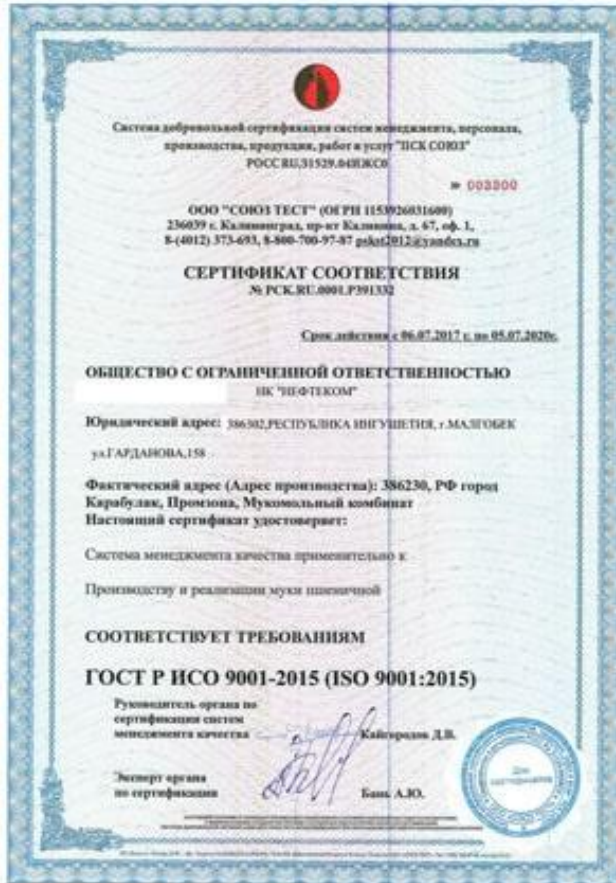 Система добровольной сертификации систем менеджмента, персонала,
производства, продукции, работ и услуг "ПСК СОЮЗ"
РОСС RU.31529.04ИЖС0
№ 003800
ООО "СОЮЗ ТЕСТ" (ОГРН 1153926031600)
236039 г. Калининград, пр-кт Калинина, д. 67, оф. 1,
8-(4012) 373-693, 8-800-700-97-87 pskst2012@yandex.ru
СЕРТИФИКАТ СООТВЕТСТВИЯ
№ РСК.RU.0001.Р391332
Срок действия с 06.07.2017 г. по 05.07.2020г.
ОБЩЕСТВО С ОГРАНИЧЕННОЙ ОТВЕТСТВЕННОСТЬЮ
НК "НЕФТЕКОМ"
Юридический адрес: 386302,РЕСПУБЛИКА ИНГУШЕТИЯ, г.МАЛГОБЕК
ул.ГАРДАНОВА,158
Фактический адрес (Адрес производства): 386230, РФ город
Карабулак, Промзона, Мукомольный комбинат
Настоящий сертификат удостоверяет:
Система менеджмента качества применительно к
Производству и реализации муки пшеничной
СООТВЕТСТВУЕТ ТРЕБОВАНИЯМ
ГОСТ Р ИСО 9001-2015 (ISO 9001:2015)
Руководитель органа по
сертификации систем
менеджмента качества Кайгородов Д.В.
Эксперт органа
по сертификации Бань А.Ю.
Для
сертификатов